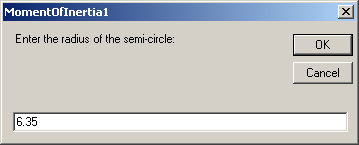 MomentOfInertia1
Enter the radius of the semi-circle:
OK
Cancel
6.35